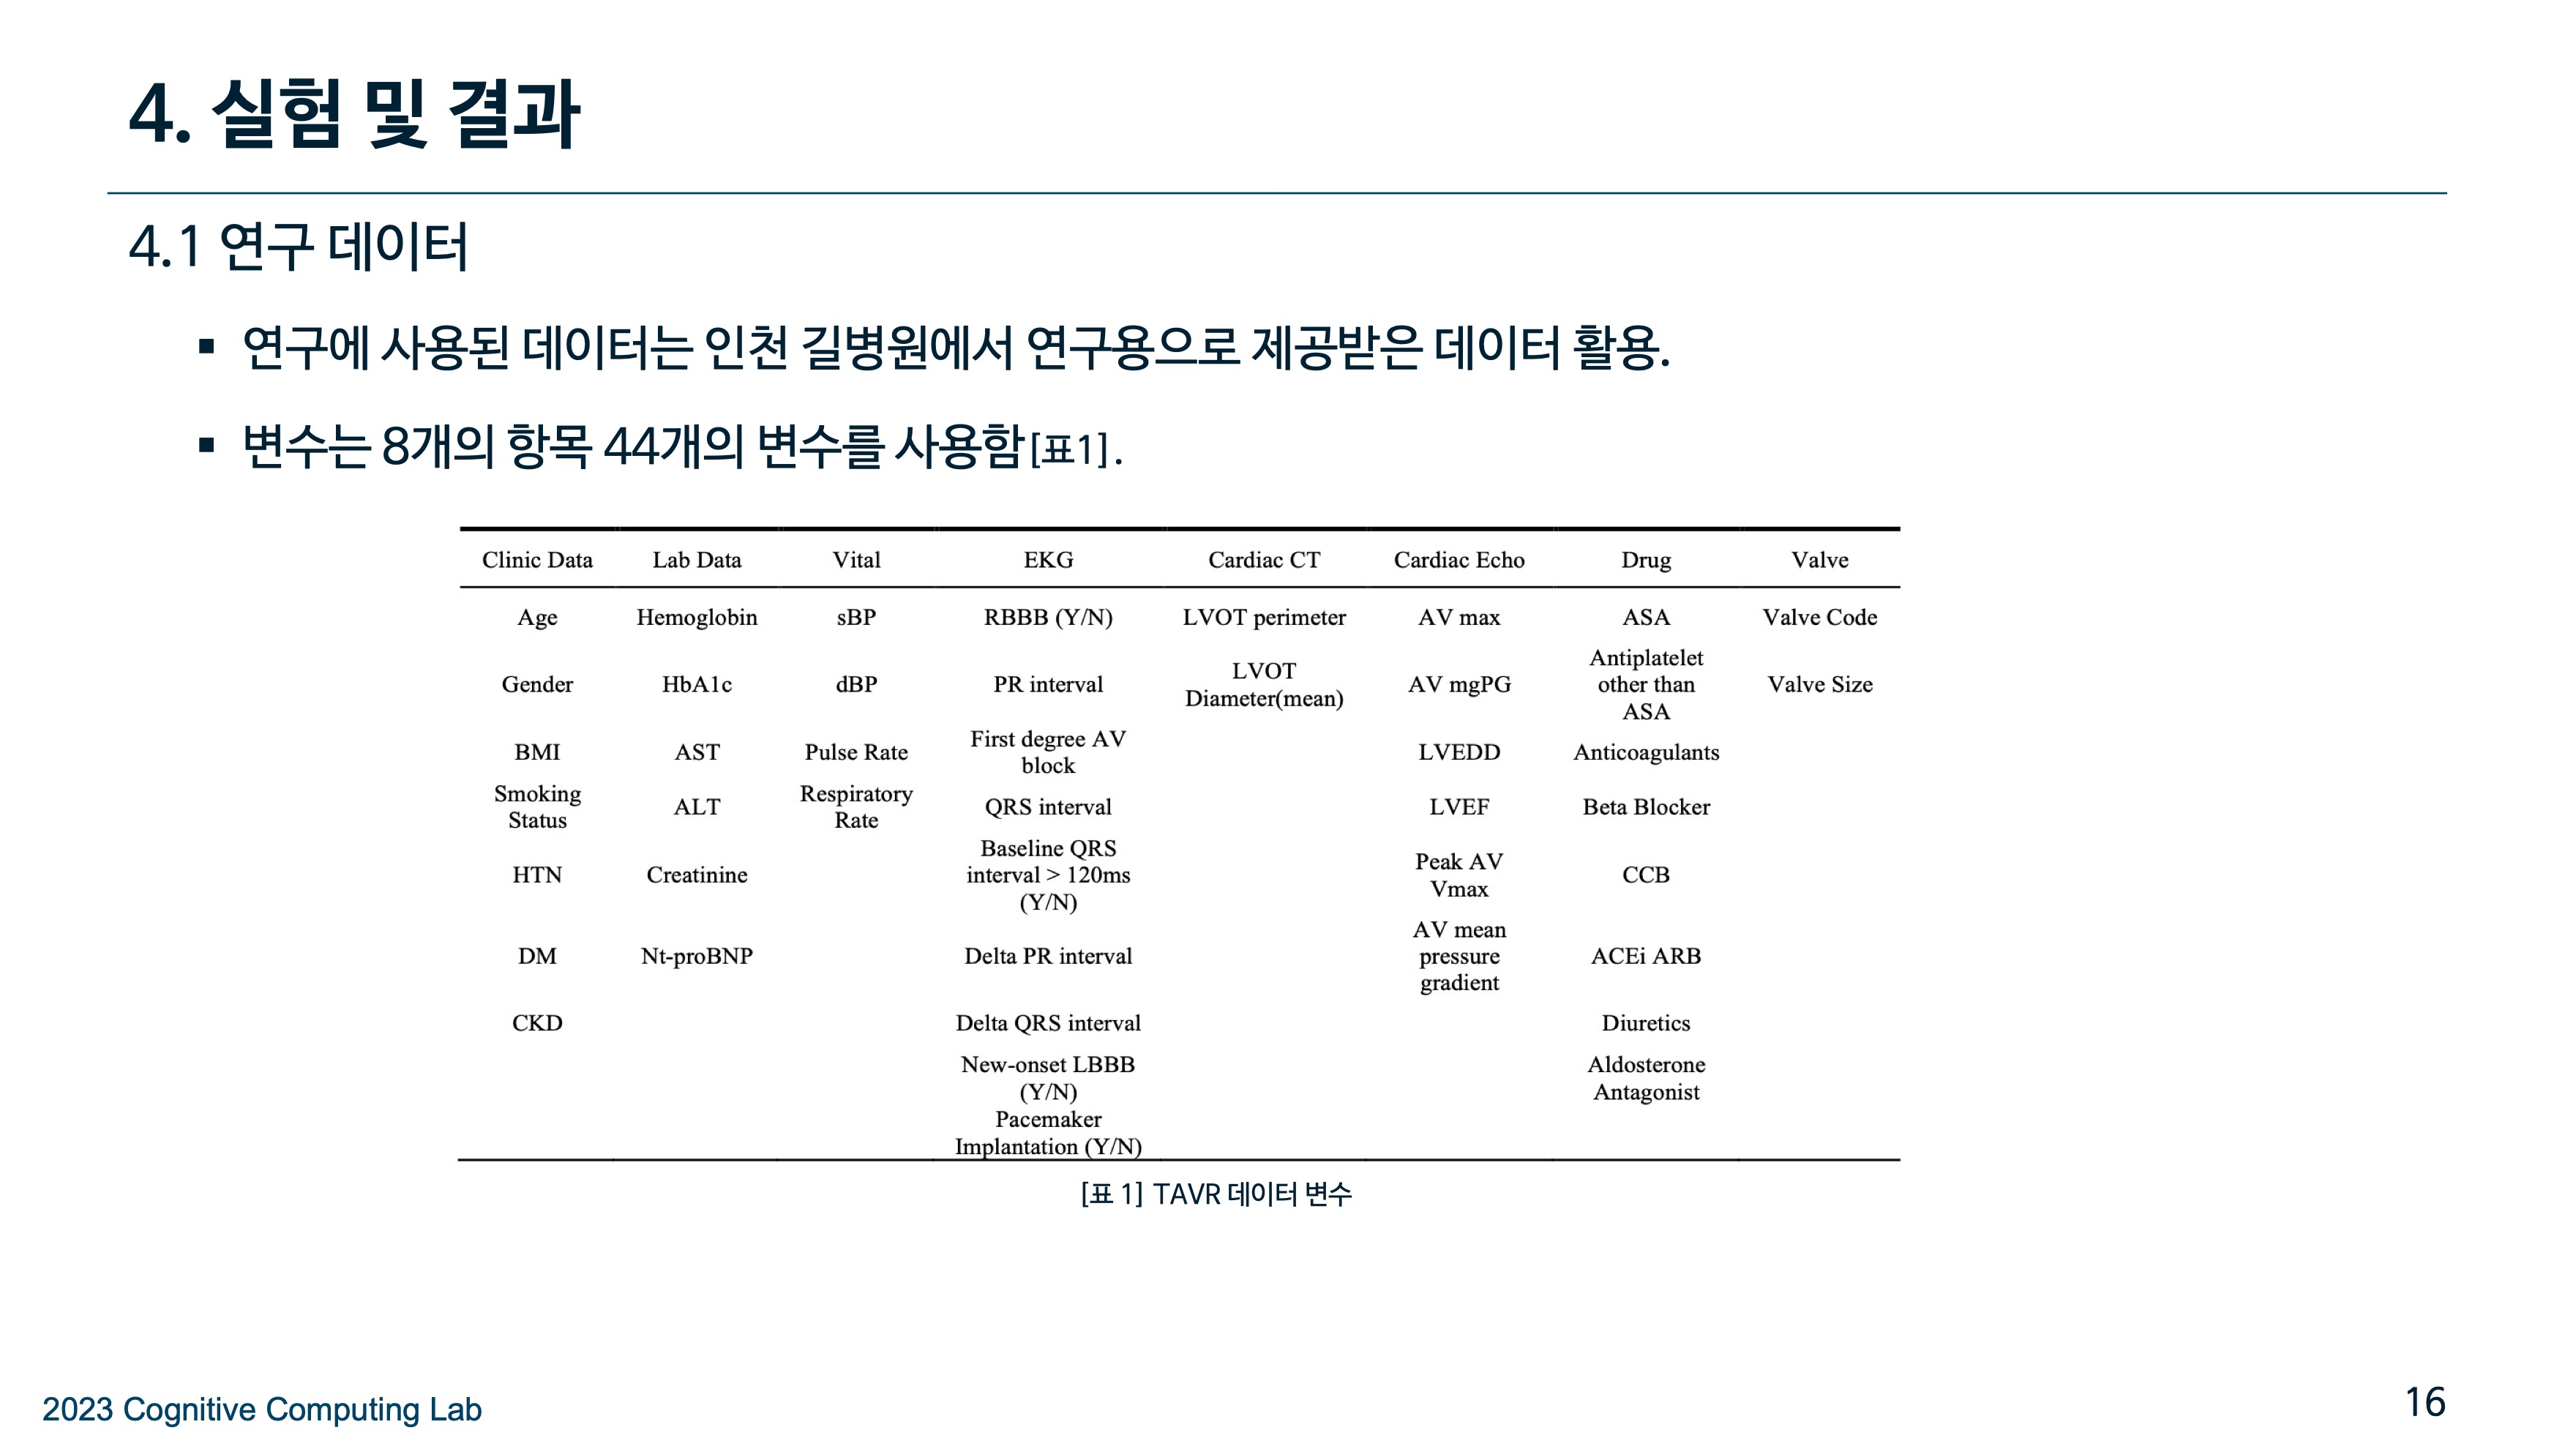 4. 실험 및 결과
4.1 연구 데이터
▪ 연구에 사용된 데이터는 인천 길병원에서 연구용으로 제공받은 데이터 활용.
▪ 변수는 8개의 항목 44개의 변수를 사용함[표1].
Clinic Data Lab Data Vital EKG Cardiac CT Cardiac Echo Drug Valve
Age Hemoglobin sBP RBBB (Y/N) LVOT perimeter AV max ASA Valve Code
Gender HbA1c dBP PR interval LVOT Diameter(mean) AV mgPG Antiplatelet other than ASA Valve Size
BMI AST Pulse Rate First degree AV block LVEDD Anticoagulants
Smoking Status ALT Respiratory Rate QRS interval LVEF Beta Blocker
HTN Creatinine Baseline QRS interval > 120ms (Y/N) Peak AV Vmax CCB
DM Nt-proBNP Delta PR interval AV mean pressure gradient ACEi ARB
CKD Delta QRS interval Diuretics
New-onset LBBB (Y/N) Aldosterone Antagonist
Pacemaker Implantation (Y/N)
[표 1] TAVR 데이터 변수
2023 Cognitive Computing Lab
16